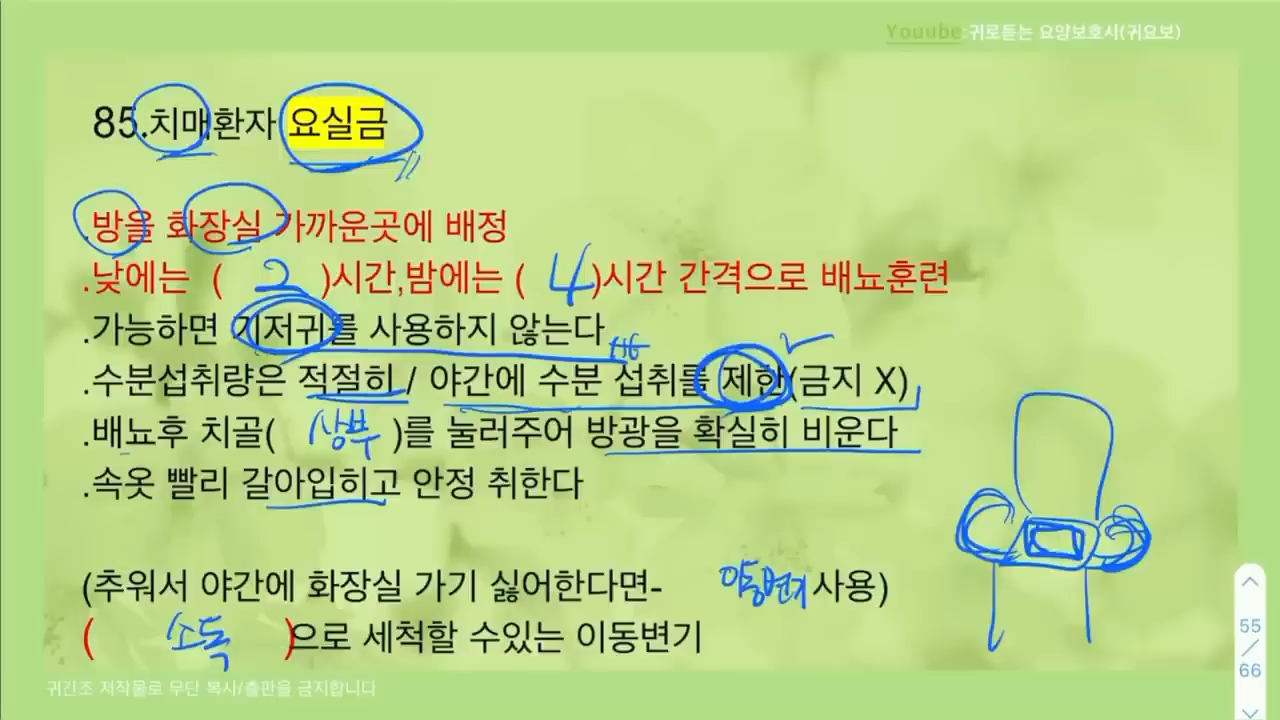 Youube:귀로듣는 요양보호사(귀요보)
85.치매환자 요실금
.방을 화장실 가까운곳에 배정
.낮에는 ( 2 )시간,밤에는 ( 4 )시간 간격으로 배뇨훈련
.가능하면 기저귀를 사용하지 않는다
.수분섭취량은 적절히 / 야간에 수분 섭취를 제한(금지 X)
.배뇨후 치골( 상부 )를 눌러주어 방광을 확실히 비운다
.속옷 빨리 갈아입히고 안정 취한다
(추워서 야간에 화장실 가기 싫어한다면- 이동변기 사용)
( 소독 )으로 세척할 수있는 이동변기
귀긴조 저작물로 무단 복사/출판을 금지합니다
55
/
66